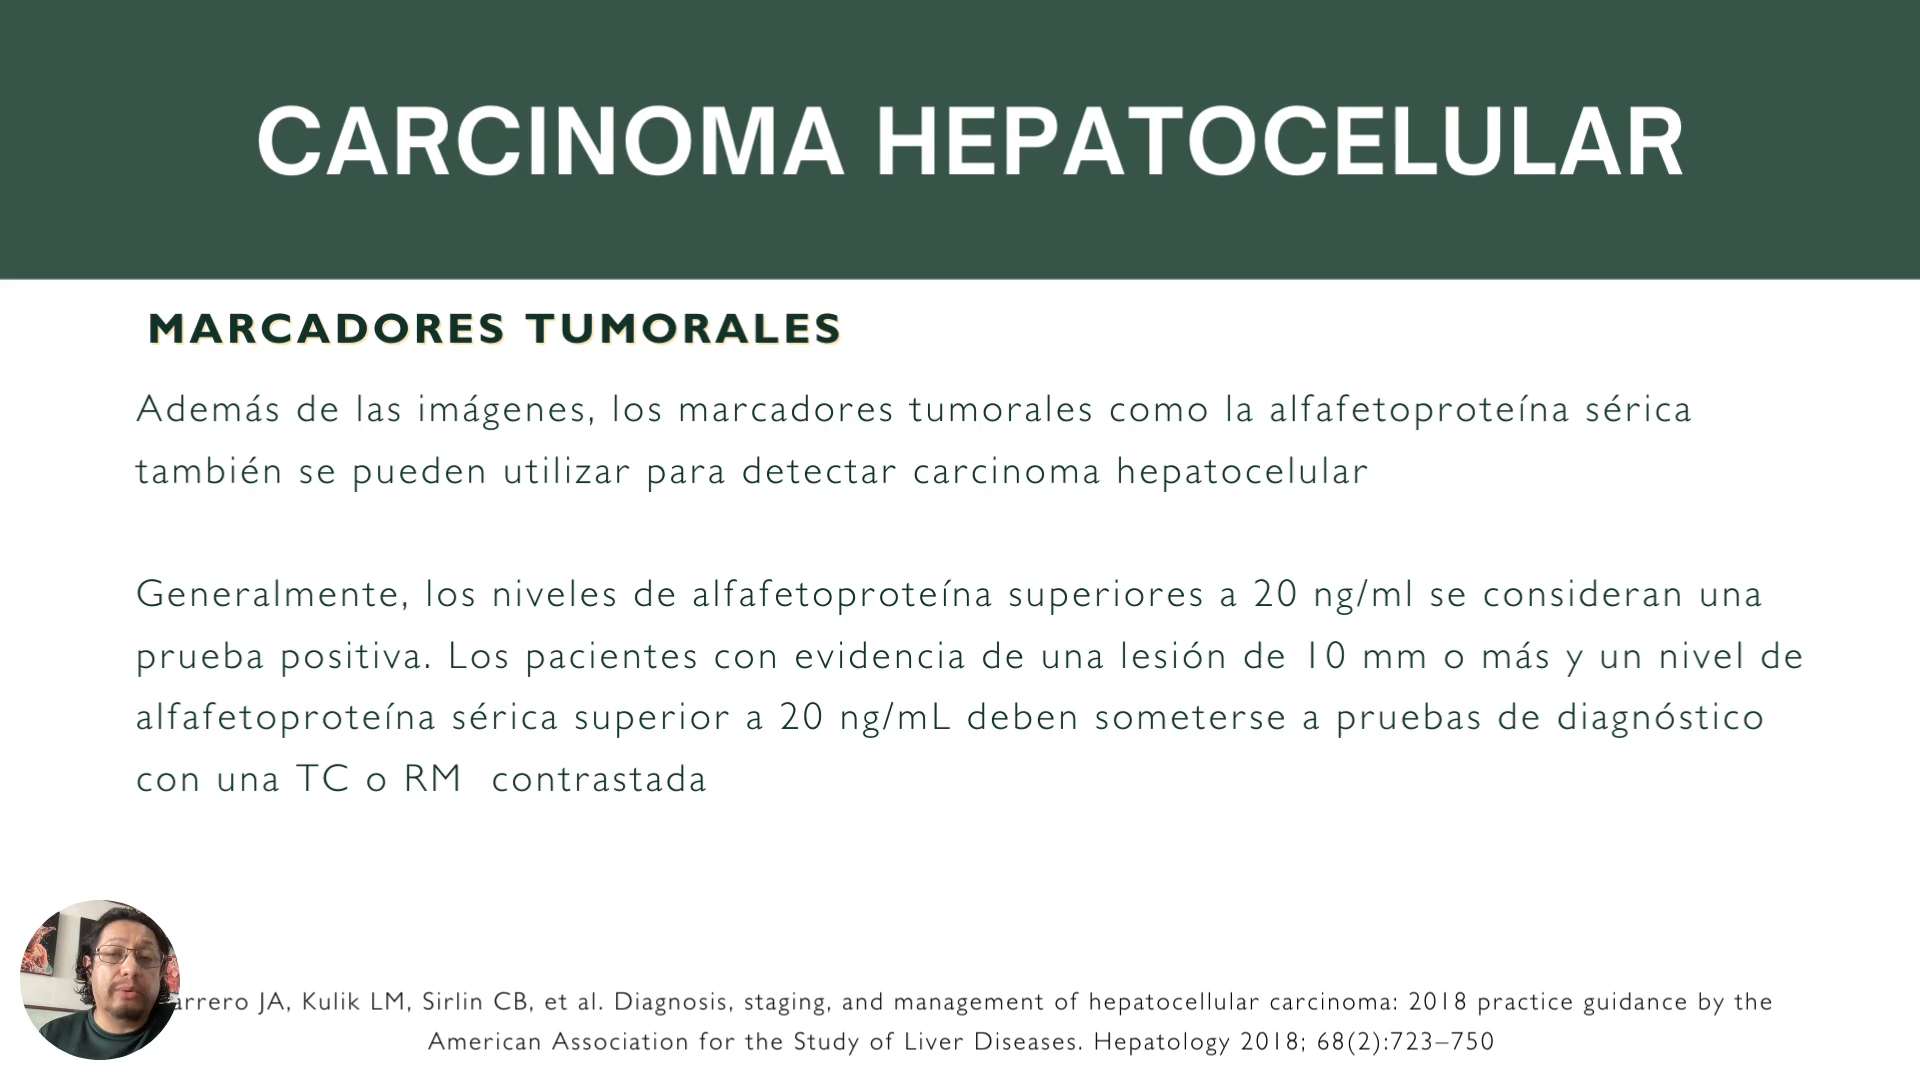 CARCINOMA HEPATOCELULAR
MARCADORES TUMORALES
Además de las imágenes, los marcadores tumorales como la alfafetoproteína sérica
también se pueden utilizar para detectar carcinoma hepatocelular
Generalmente, los niveles de alfafetoproteína superiores a 20 ng/ml se consideran una
prueba positiva. Los pacientes con evidencia de una lesión de 10 mm o más y un nivel de
alfafetoproteína sérica superior a 20 ng/mL deben someterse a pruebas de diagnóstico
con una TC o RM contrastada
JA, Kulik LM, Sirlin CB, et al. Diagnosis, staging, and management of hepatocellular carcinoma: 2018 practice guidance by the
American Association for the Study of Liver Diseases. Hepatology 2018; 68(2):723–750